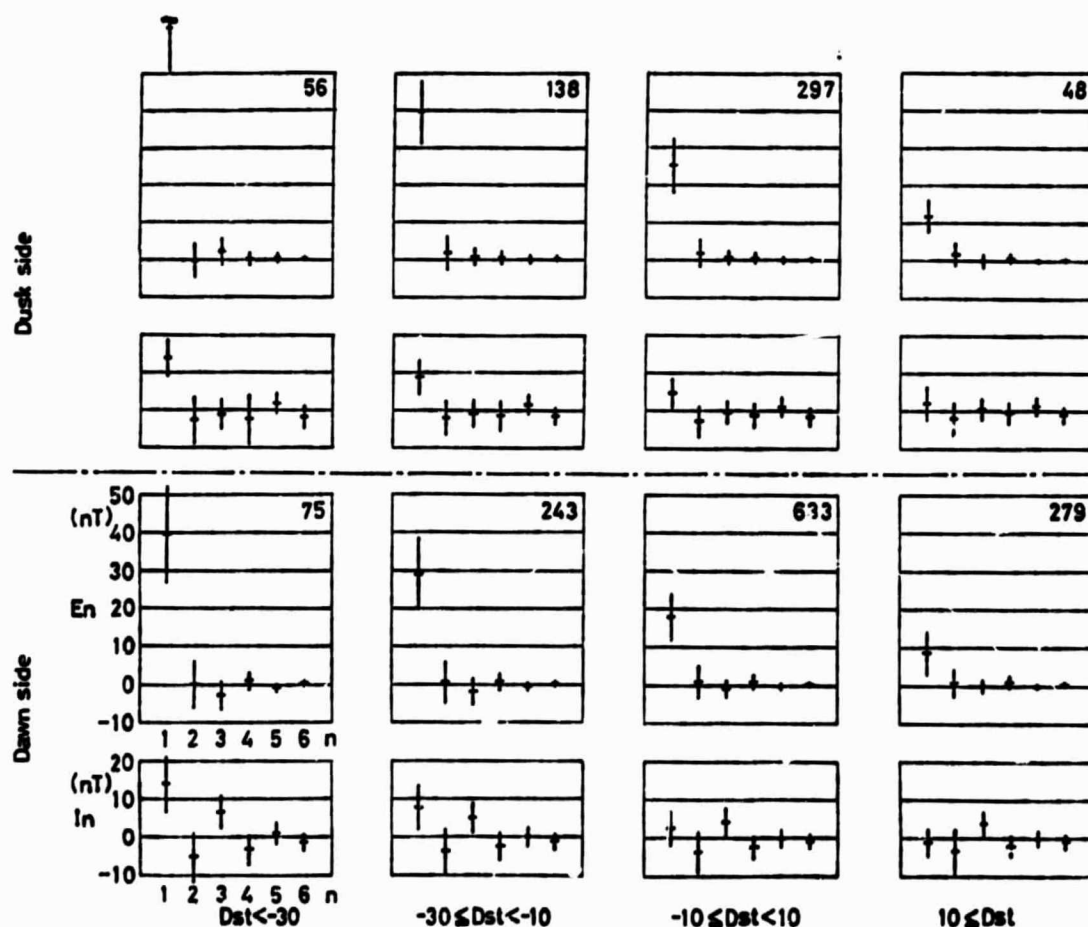 56 138 297 48
Dusk side
50 75 243 633 279
(nT)
40
30
En 20
10
0
-10
1 2 3 4 5 6 n
Dawn side
20
(nT)
10
In
0
-10
1 2 3 4 5 6 n
Dst<-30 -30≦Dst<-10 -10≦Dst<10 10≦Dst